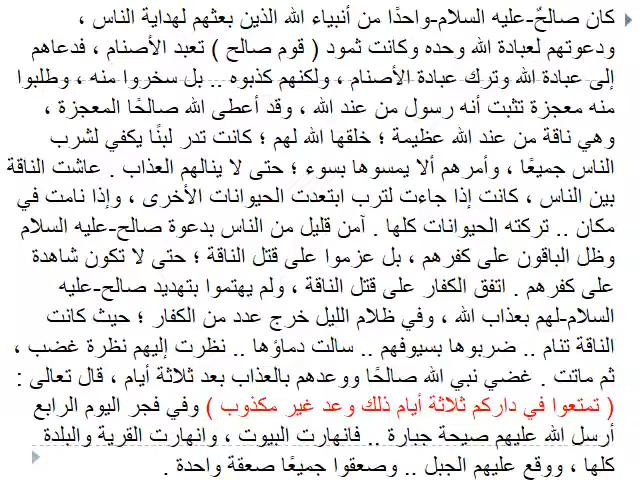 كان صالحٌ-عليه السلام-واحدًا من أنبياء الله الذين بعثهم لهداية الناس ،
ودعوتهم لعبادة الله وحده وكانت ثمود ( قوم صالح ) تعبد الأصنام ، فدعاهم
إلى عبادة الله وترك عبادة الأصنام ، ولكنهم كذبوه .. بل سخروا منه ، وطلبوا
منه معجزة تثبت أنه رسول من عند الله ، وقد أعطى الله صالحًا المعجزة ،
وهي ناقة من عند الله عظيمة ؛ خلقها الله لهم ؛ كانت تدر لبنًا يكفي لشرب
الناس جميعًا ، وأمرهم ألا يمسوها بسوء ؛ حتى لا ينالهم العذاب . عاشت الناقة
بين الناس ، كانت إذا جاءت لترب ابتعدت الحيوانات الأخرى ، وإذا نامت في
مكان .. تركته الحيوانات كلها . آمن قليل من الناس بدعوة صالح-عليه السلام
وظل الباقون على كفرهم ، بل عزموا على قتل الناقة ؛ حتى لا تكون شاهدة
على كفرهم . اتفق الكفار على قتل الناقة ، ولم يهتموا بتهديد صالح-عليه
السلام-لهم بعذاب الله ، وفي ظلام الليل خرج عدد من الكفار ؛ حيث كانت
الناقة تنام .. ضربوها بسيوفهم .. سالت دماؤها .. نظرت إليهم نظرة غضب ،
ثم ماتت . غضي نبي الله صالحًا ووعدهم بالعذاب بعد ثلاثة أيام ، قال تعالى :
( تمتعوا في داركم ثلاثة أيام ذلك وعد غير مكذوب ) وفي فجر اليوم الرابع
أرسل الله عليهم صيحة جبارة .. فانهارت البيوت ، وانهارت القرية والبلدة
كلها ، ووقع عليهم الجبل .. وصعقوا جميعًا صعقة واحدة .